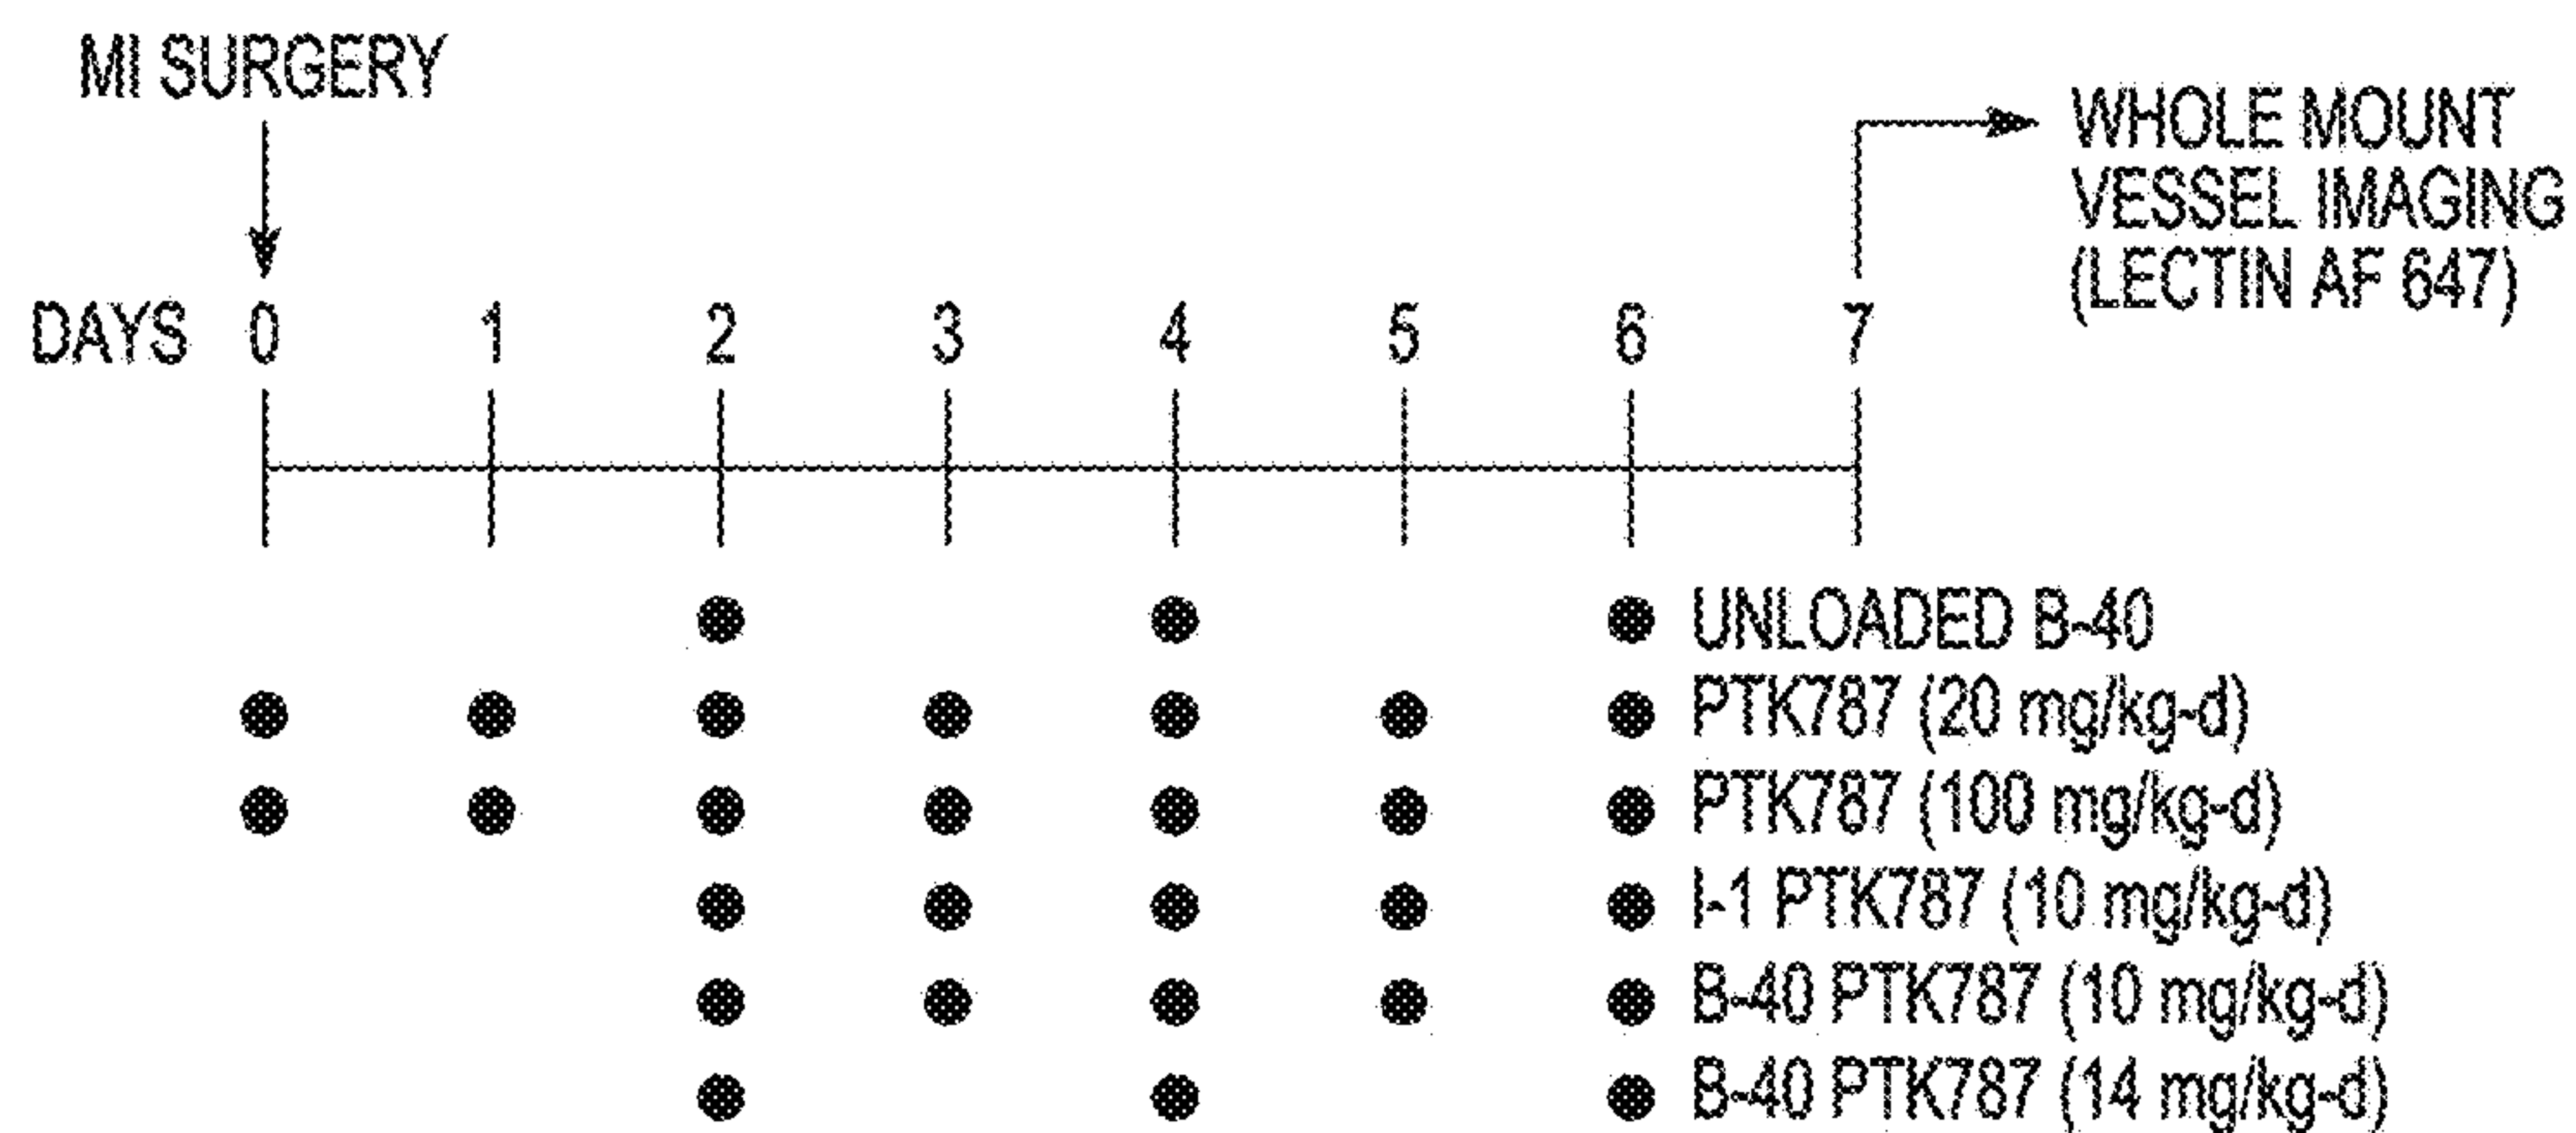 MI SURGERY
WHOLE MOUNT
VESSEL IMAGING
(LECTIN AF 647)
DAYS 0 1 2 3 4 5 6 7
UNLOADED B-40
PTK787 (20 mg/kg-d)
PTK787 (100 mg/kg-d)
I-1 PTK787 (10 mg/kg-d)
B-40 PTK787 (10 mg/kg-d)
B-40 PTK787 (14 mg/kg-d)